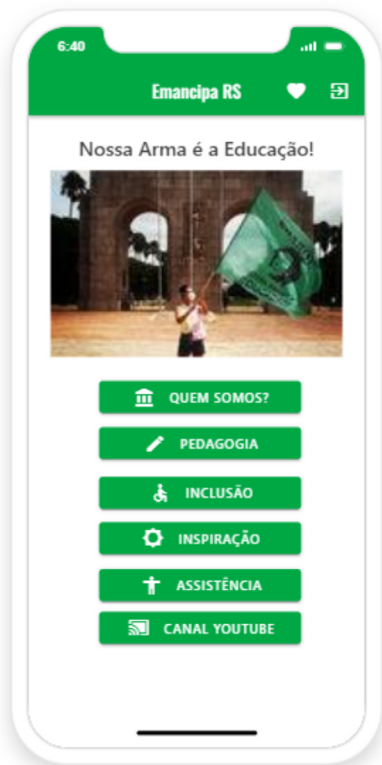 6:40
Emancipa RS
Nossa Arma é a Educação!
QUEM SOMOS?
PEDAGOGIA
INCLUSÃO
INSPIRAÇÃO
ASSISTÊNCIA
CANAL YOUTUBE